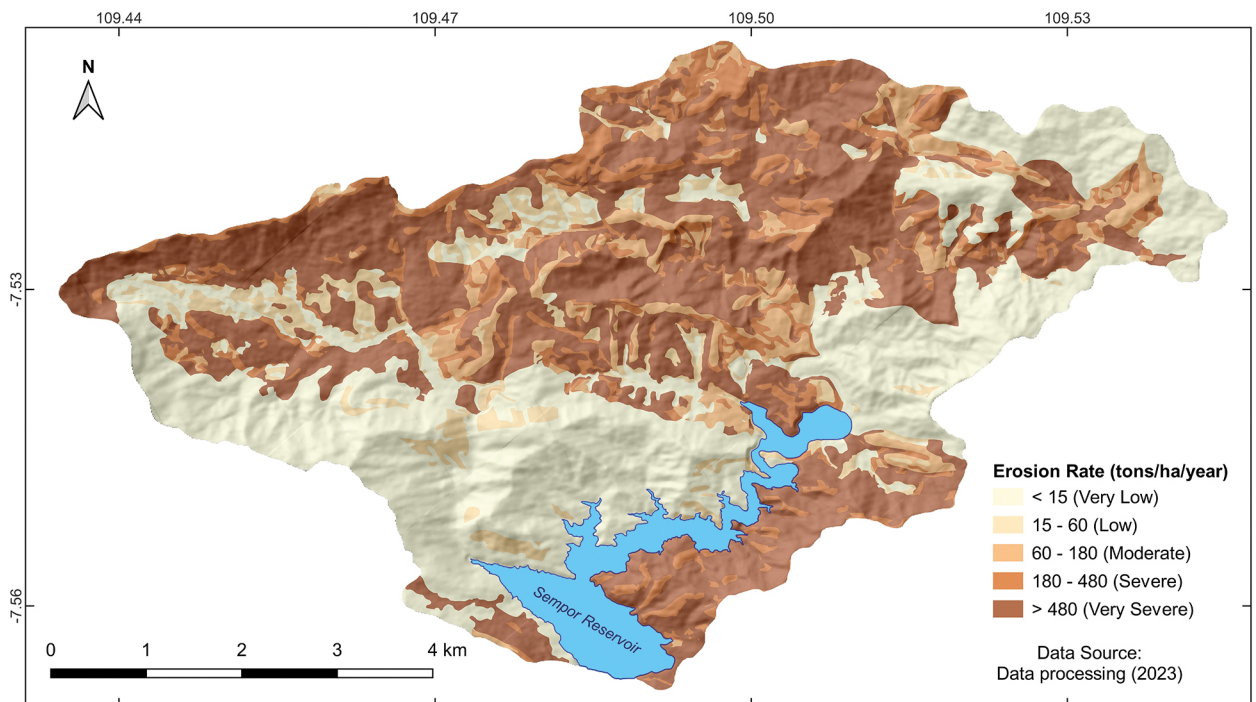 109.44 109.47 109.50 109.53
N
-7.53
-7.56
Sempor Reservoir
0 1 2 3 4 km
Erosion Rate (tons/ha/year)
< 15 (Very Low)
15 - 60 (Low)
60 - 180 (Moderate)
180 - 480 (Severe)
> 480 (Very Severe)
Data Source:
Data processing (2023)